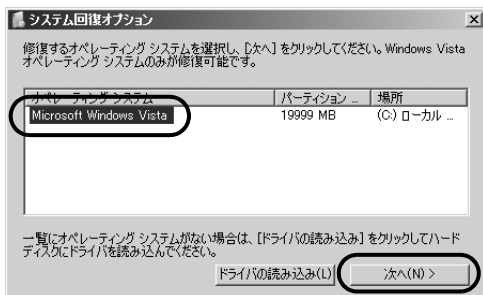 システム回復オプション
修復するオペレーティング システムを選択し、[次へ] をクリックしてください。Windows Vista
オペレーティング システムのみが修復可能です。
オペレーティング システム パーティション ... 場所
Microsoft Windows Vista 19999 MB (C:) ローカル ...
一覧にオペレーティング システムがない場合は、[ドライバの読み込み] をクリックしてハード
ディスクにドライバを読み込んでください。
ドライバの読み込み(L) 次へ(N) >